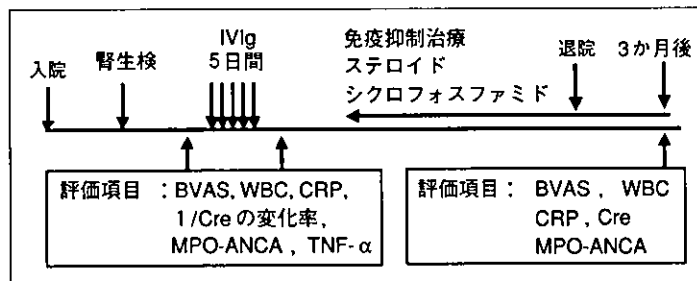 入院
腎生検
IVIg
5日間
免疫抑制治療
ステロイド
シクロフォスファミド
退院
3か月後
評価項目 :BVAS, WBC, CRP,
1/Creの変化率,
MPO-ANCA , TNF-α
評価項目: BVAS , WBC
CRP , Cre
MPO-ANCA